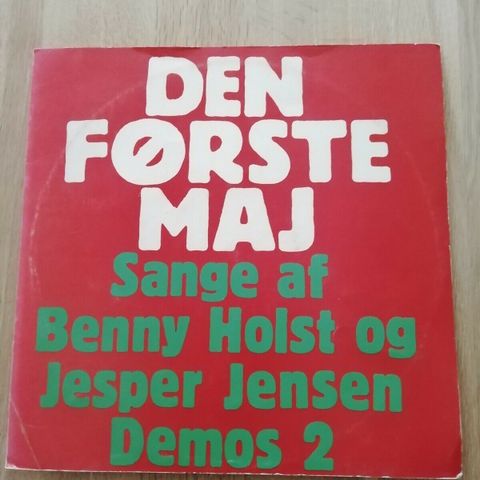 DEN
FØRSTE
MAJ
Sange af
Benny Holst og
Jesper Jensen
Demos 2